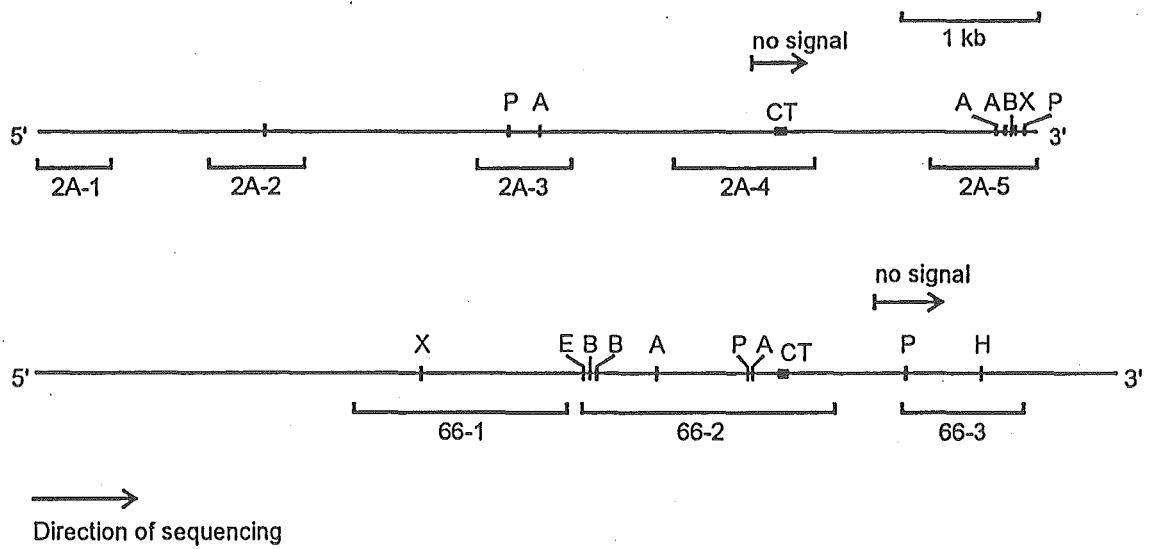 1 kb
no signal
P A CT A A B X P
5' 3'
2A-1 2A-2 2A-3 2A-4 2A-5
no signal
X E B B A P A CT P H
5' 3'
66-1 66-2 66-3
Direction of sequencing